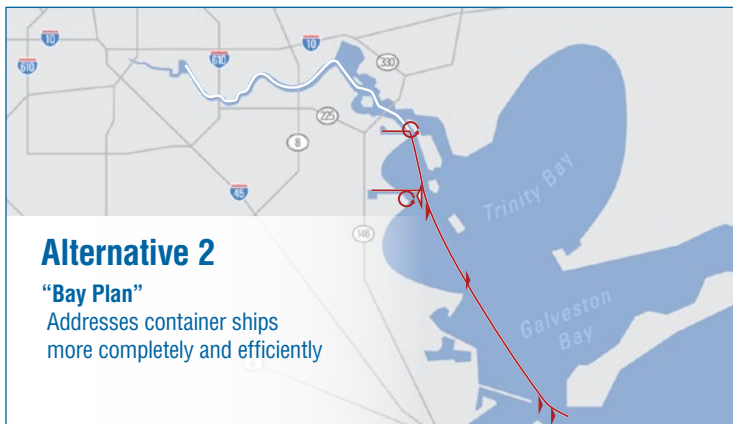 10
10
610
610
330
225
8
45
Trinity Bay
146
Alternative 2
“Bay Plan”
Addresses container ships
more completely and efficiently
Galveston
Bay